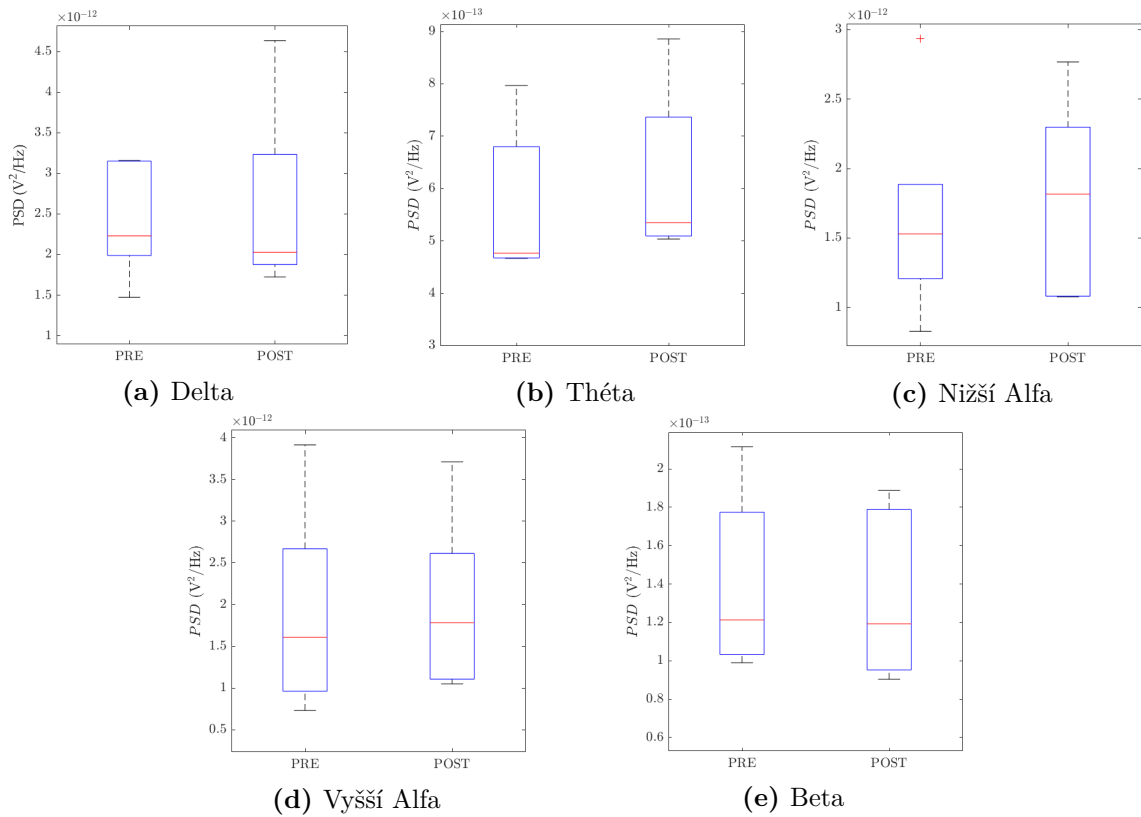 ×10⁻¹²
4.5
4
3.5
3
2.5
2
1.5
1
PSD (V²/Hz)
PRE
POST
(a) Delta
×10⁻¹³
9
8
7
6
5
4
3
PSD (V²/Hz)
PRE
POST
(b) Théta
×10⁻¹²
3
2.5
2
1.5
1
PSD (V²/Hz)
PRE
POST
(c) Nižší Alfa
×10⁻¹²
4
3.5
3
2.5
2
1.5
1
0.5
PSD (V²/Hz)
PRE
POST
(d) Vyšší Alfa
×10⁻¹³
2
1.8
1.6
1.4
1.2
1
0.8
0.6
PSD (V²/Hz)
PRE
POST
(e) Beta